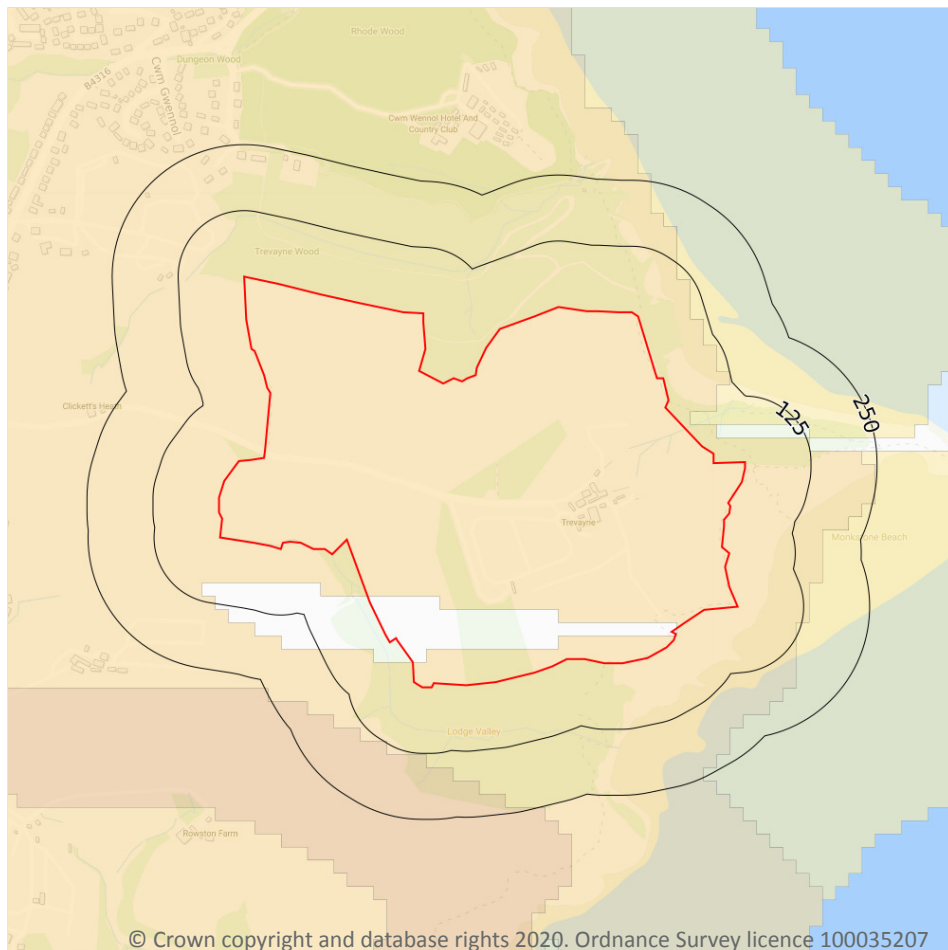 Rhode Wood
Dungeon Wood
B4316
Cwm Gwennol
Cwm Wennol Hotel And
Country Club
Trevayne Wood
Clickett's Heath
125
250
Trevayne
Monkstone Beach
Lodge Valley
Rowston Farm
© Crown copyright and database rights 2020. Ordnance Survey licence 100035207